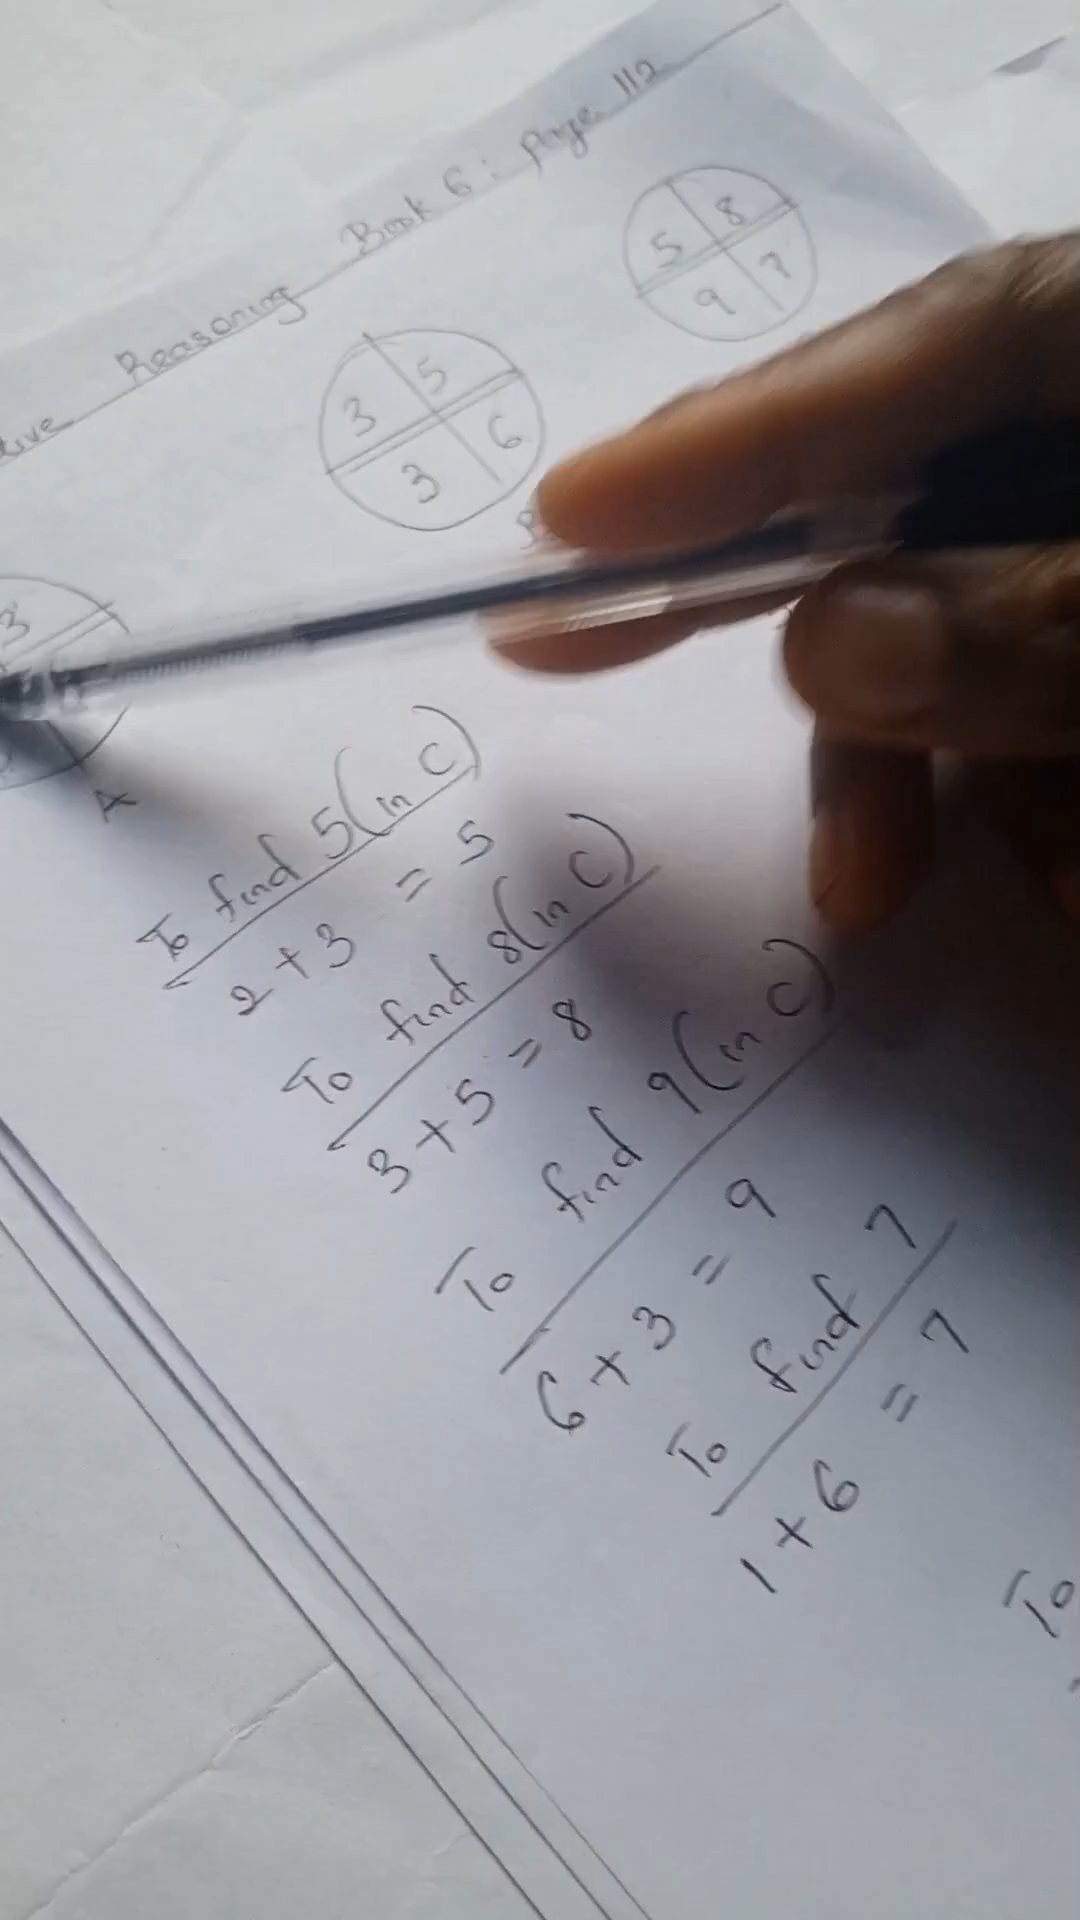 Reasoning Book 6: Page 112
5 8
9 7
3 5
3 6
3
A
To find 5(in C)
2 + 3 = 5
To find 8(in C)
3 + 5 = 8
To find 9(in C)
6 + 3 = 9
To find 7
1 + 6 = 7
To